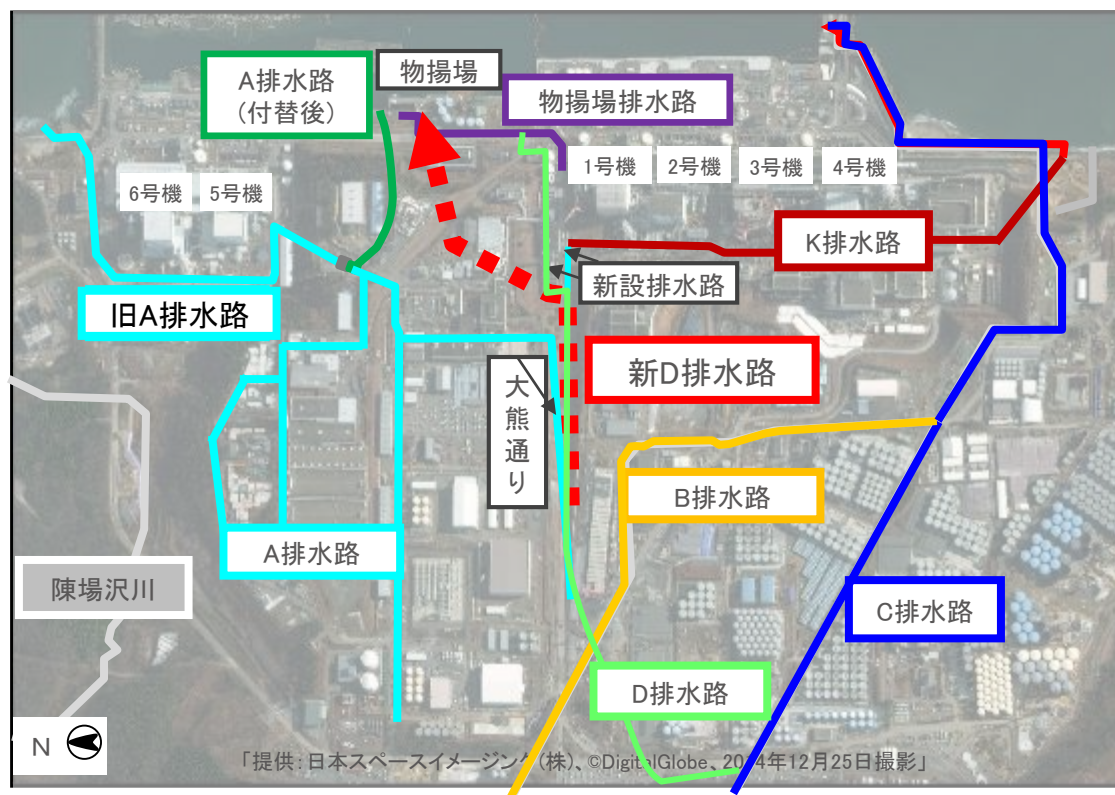 A排水路
(付替後)
物揚場
物揚場排水路
6号機
5号機
1号機
2号機
3号機
4号機
K排水路
新設排水路
旧A排水路
新D排水路
大熊通り
B排水路
A排水路
陳場沢川
C排水路
D排水路
N
「提供:日本スペースイメージング(株)、©DigitalGlobe、2014年12月25日撮影」